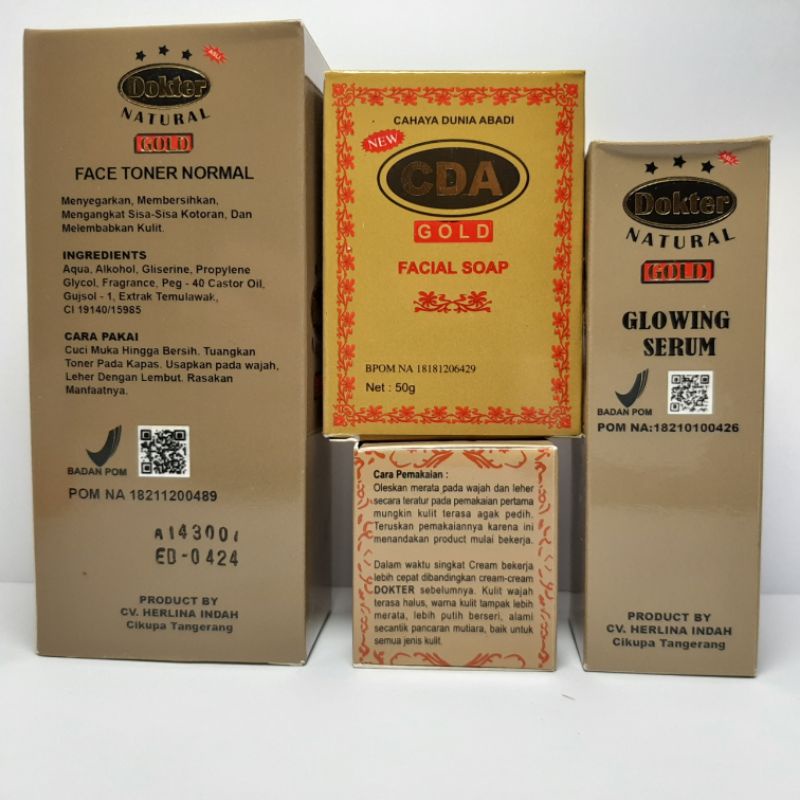 ASLI
Dokter
NATURAL
GOLD
FACE TONER NORMAL
Menyegarkan, Membersihkan,
Mengangkat Sisa-Sisa Kotoran, Dan
Melembabkan Kulit.
INGREDIENTS
Aqua, Alkohol, Gliserine, Propylene
Glycol, Fragrance, Peg - 40 Castor Oil,
Gujsol - 1, Extrak Temulawak,
CI 19140/15985
CARA PAKAI
Cuci Muka Hingga Bersih. Tuangkan
Toner Pada Kapas. Usapkan pada wajah,
Leher Dengan Lembut. Rasakan
Manfaatnya.
BADAN POM
POM NA 18211200489
A143001
ED-0424
PRODUCT BY
CV. HERLINA INDAH
Cikupa Tangerang
CAHAYA DUNIA ABADI
NEW
CDA
GOLD
FACIAL SOAP
BPOM NA 18181206429
Net : 50g
Cara Pemakaian :
Oleskan merata pada wajah dan leher
secara teratur pada pemakaian pertama
mungkin kulit terasa agak pedih.
Teruskan pemakaiannya karena ini
menandakan product mulai bekerja.
Dalam waktu singkat Cream bekerja
lebih cepat dibandingkan cream-cream
DOKTER sebelumnya. Kulit wajah
terasa halus, warna kulit tampak lebih
merata, lebih putih berseri, alami
secantik pancaran mutiara, baik untuk
semua jenis kulit.
ASLI
Dokter
NATURAL
GOLD
GLOWING
SERUM
BADAN POM
POM NA:18210100426
PRODUCT BY
CV. HERLINA INDAH
Cikupa Tangerang